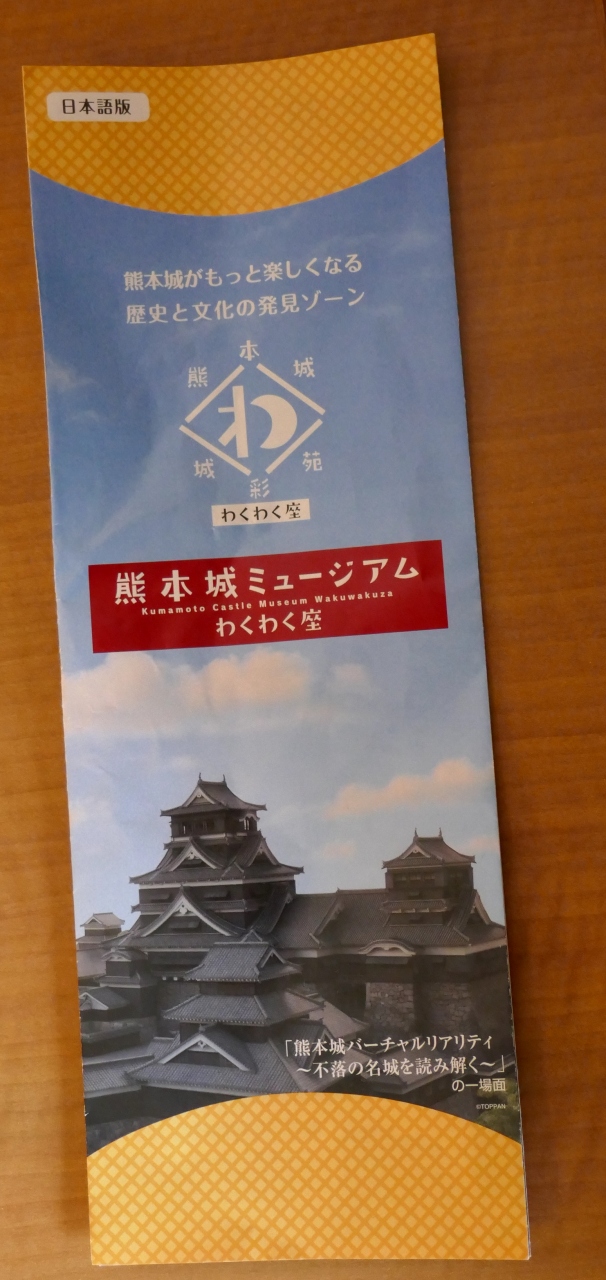 日本語版
熊本城がもっと楽しくなる
歴史と文化の発見ゾーン
熊本城
わ
城彩苑
わくわく座
熊本城ミュージアム
Kumamoto Castle Museum Wakuwakuza
わくわく座
「熊本城バーチャルリアリティ
〜不落の名城を読み解く〜」
の一場面
©TOPPAN